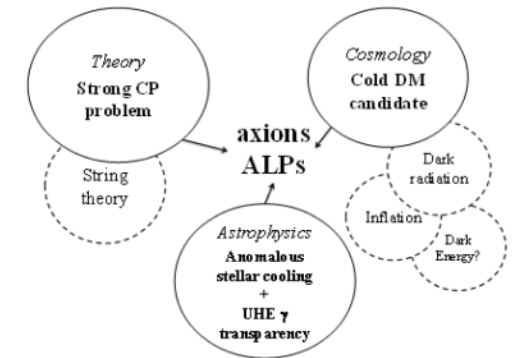 Theory
Strong CP
problem
String
theory
Cosmology
Cold DM
candidate
axions
ALPs
Dark
radiation
Inflation
Dark
Energy?
Astrophysics
Anomalous
stellar cooling
+
UHE γ
transparency